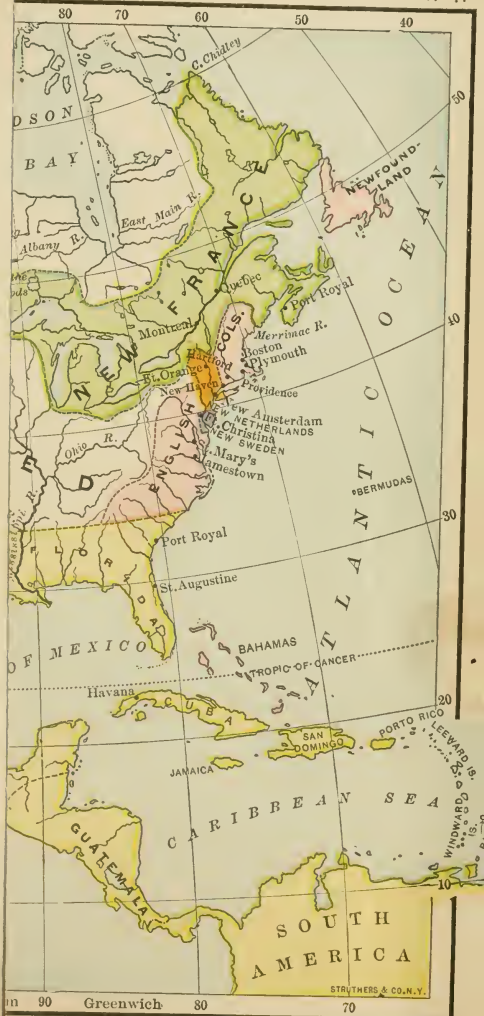 80 70 60 50 40
C. Chidley
50
DSON
BAY
NEWFOUND-
LAND
East Main R.
Albany R.
NEW FRANCE
Quebec
Port Royal
Montreal
40
COLS.
Merrimac R.
Boston
Plymouth
Hartford
Ft. Orange
Providence
New Haven
New Amsterdam
NEW NETHERLANDS
Christina
NEW SWEDEN
ENGLISH
Mary's
amestown
Ohio R.
E D
BERMUDAS
ATLANTIC OCEAN
30
Port Royal
FLORIDA
St. Augustine
OF MEXICO
BAHAMAS
TROPIC OF CANCER
Havana
CUBA
20
PORTO RICO
LEEWARD IS.
SAN
DOMINGO
JAMAICA
CARIBBEAN SEA
WINDWARD
IS.
GUATEMALA
10
SOUTH
AMERICA
STRUTHERS & CO. N.Y.
90 Greenwich 80 70